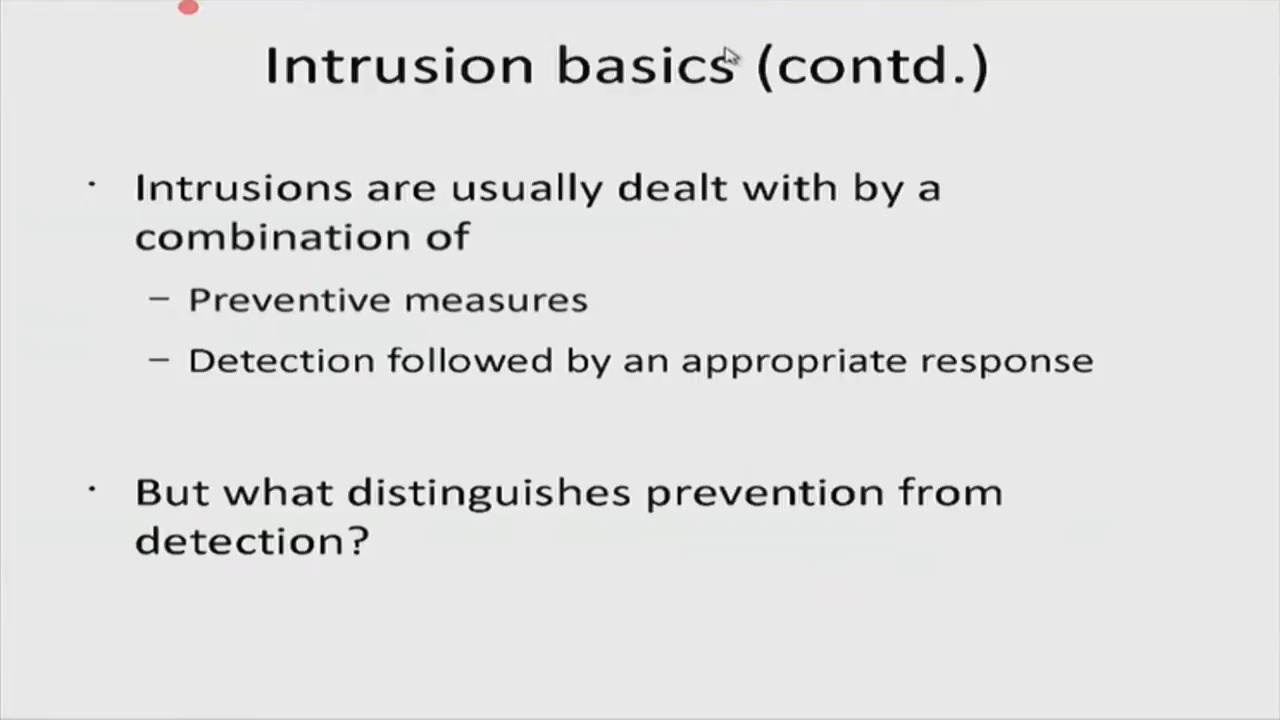 Intrusion basics (contd.)
· Intrusions are usually dealt with by a
combination of
– Preventive measures
– Detection followed by an appropriate response
· But what distinguishes prevention from
detection?